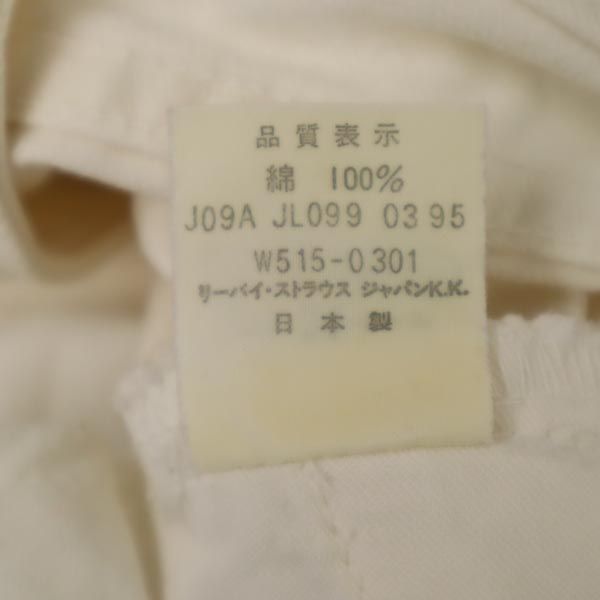 品質表示
綿 100%
J09A JL099 03 95
W515-0301
リーバイ・ストラウス ジャパンK.K.
日本製